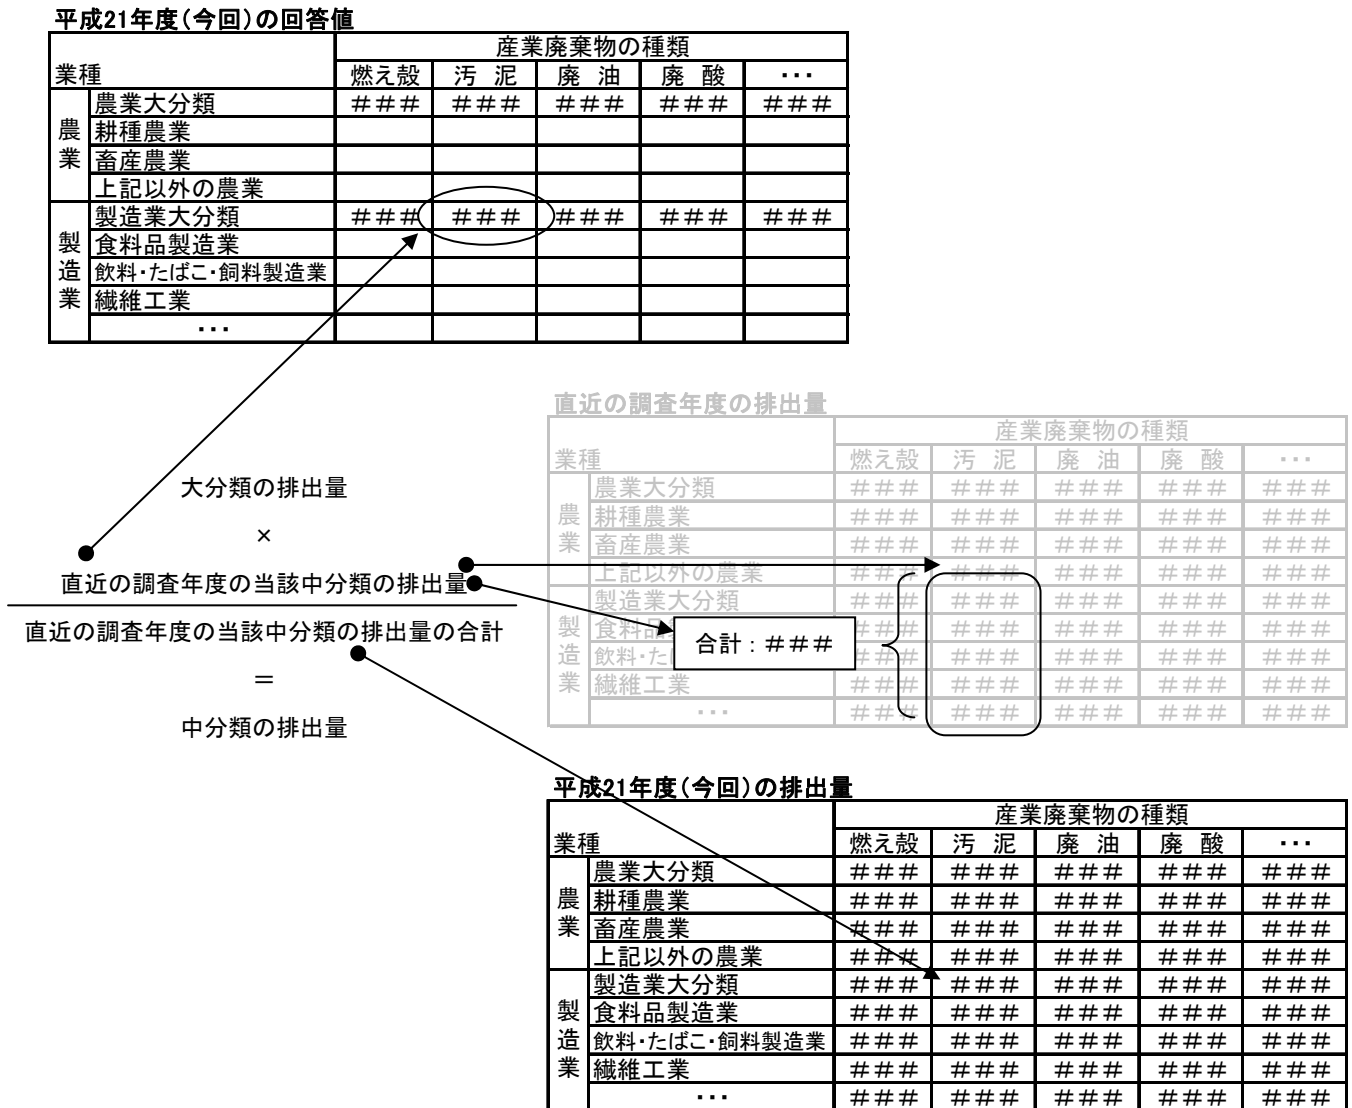 平成21年度(今回)の回答値
産業廃棄物の種類
業種 燃え殻 汚 泥 廃 油 廃 酸 ・・・
農業
農業大分類 ### ### ### ### ###
耕種農業
畜産農業
上記以外の農業
製造業
製造業大分類 ### ### ### ### ###
食料品製造業
飲料・たばこ・飼料製造業
繊維工業
・・・
大分類の排出量
×
直近の調査年度の当該中分類の排出量
直近の調査年度の当該中分類の排出量の合計
=
中分類の排出量
直近の調査年度の排出量
産業廃棄物の種類
業種 燃え殻 汚 泥 廃 油 廃 酸 ・・・
農業
農業大分類 ### ### ### ### ###
耕種農業 ### ### ### ### ###
畜産農業 ### ### ### ### ###
上記以外の農業 ### ### ### ### ###
製造業
製造業大分類 ### ### ### ### ###
食料品 ### ### ### ### ###
飲料・た ### ### ### ### ###
繊維工業 ### ### ### ### ###
・・・ ### ### ### ### ###
合計:###
平成21年度(今回)の排出量
産業廃棄物の種類
業種 燃え殻 汚 泥 廃 油 廃 酸 ・・・
農業
農業大分類 ### ### ### ### ###
耕種農業 ### ### ### ### ###
畜産農業 ### ### ### ### ###
上記以外の農業 ### ### ### ### ###
製造業
製造業大分類 ### ### ### ### ###
食料品製造業 ### ### ### ### ###
飲料・たばこ・飼料製造業 ### ### ### ### ###
繊維工業 ### ### ### ### ###
・・・ ### ### ### ### ###